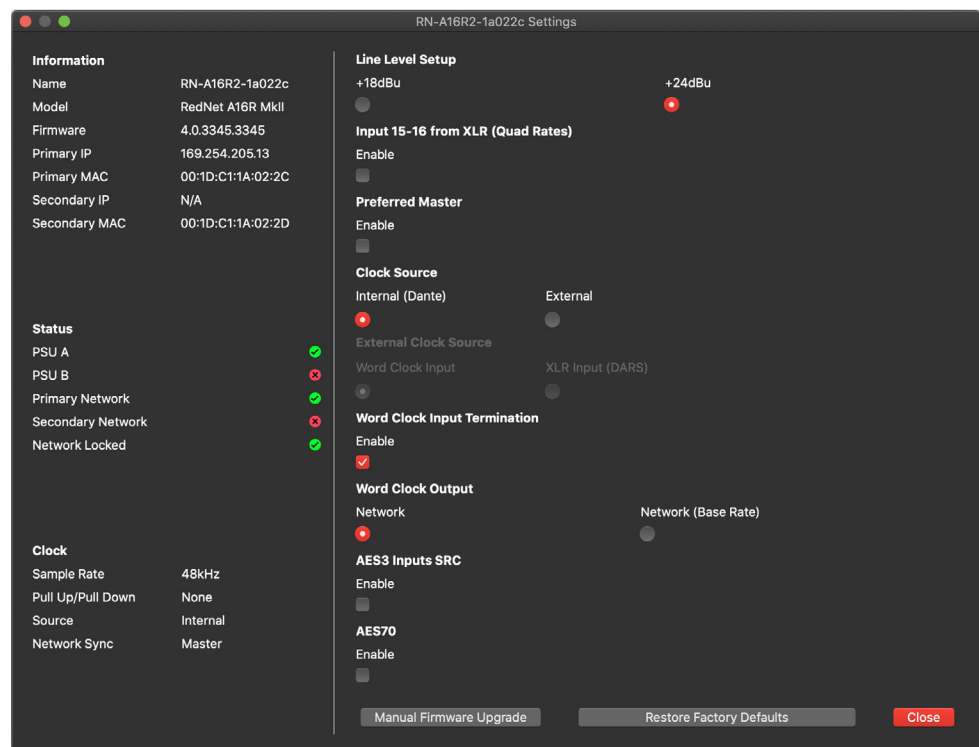 RN-A16R2-1a022c Settings
Information
Name RN-A16R2-1a022c
Model RedNet A16R MkII
Firmware 4.0.3345.3345
Primary IP 169.254.205.13
Primary MAC 00:1D:C1:1A:02:2C
Secondary IP N/A
Secondary MAC 00:1D:C1:1A:02:2D
Status
PSU A
PSU B
Primary Network
Secondary Network
Network Locked
Clock
Sample Rate 48kHz
Pull Up/Pull Down None
Source Internal
Network Sync Master
Line Level Setup
+18dBu +24dBu
Input 15-16 from XLR (Quad Rates)
Enable
Preferred Master
Enable
Clock Source
Internal (Dante) External
External Clock Source
Word Clock Input XLR Input (DARS)
Word Clock Input Termination
Enable
Word Clock Output
Network Network (Base Rate)
AES3 Inputs SRC
Enable
AES70
Enable
Manual Firmware Upgrade Restore Factory Defaults Close